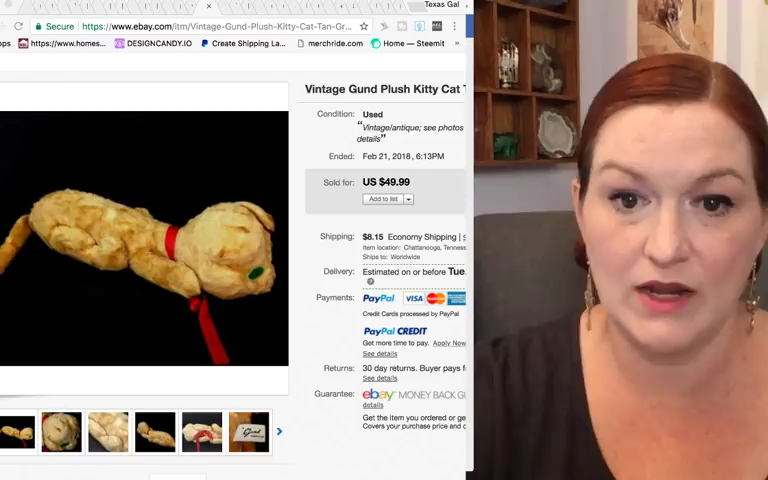 Texas Gal
Secure
https://www.ebay.com/itm/Vintage-Gund-Plush-Kitty-Cat-Tan-Gr...
https://www.homes...
DESIGNCANDY.IO
Create Shipping La...
merchride.com
Home — Steemit
»
Vintage Gund Plush Kitty Cat
Condition:
Used
“Vintage/antique; see photos
details”
Ended:
Feb 21, 2018 , 6:13PM
Sold for:
US $49.99
Add to list
Shipping:
$8.15 Economy Shipping |
Item location: Chattanooga, Tennes
Ships to: Worldwide
Delivery:
Estimated on or before Tue
Payments:
PayPal VISA
Credit Cards processed by PayPal
PayPal CREDIT
Get more time to pay. Apply Now
See details
Returns:
30 day returns. Buyer pays f
See details
Guarantee:
ebay MONEY BACK GU
details
Get the item you ordered or ge
Covers your purchase price and o
Gund